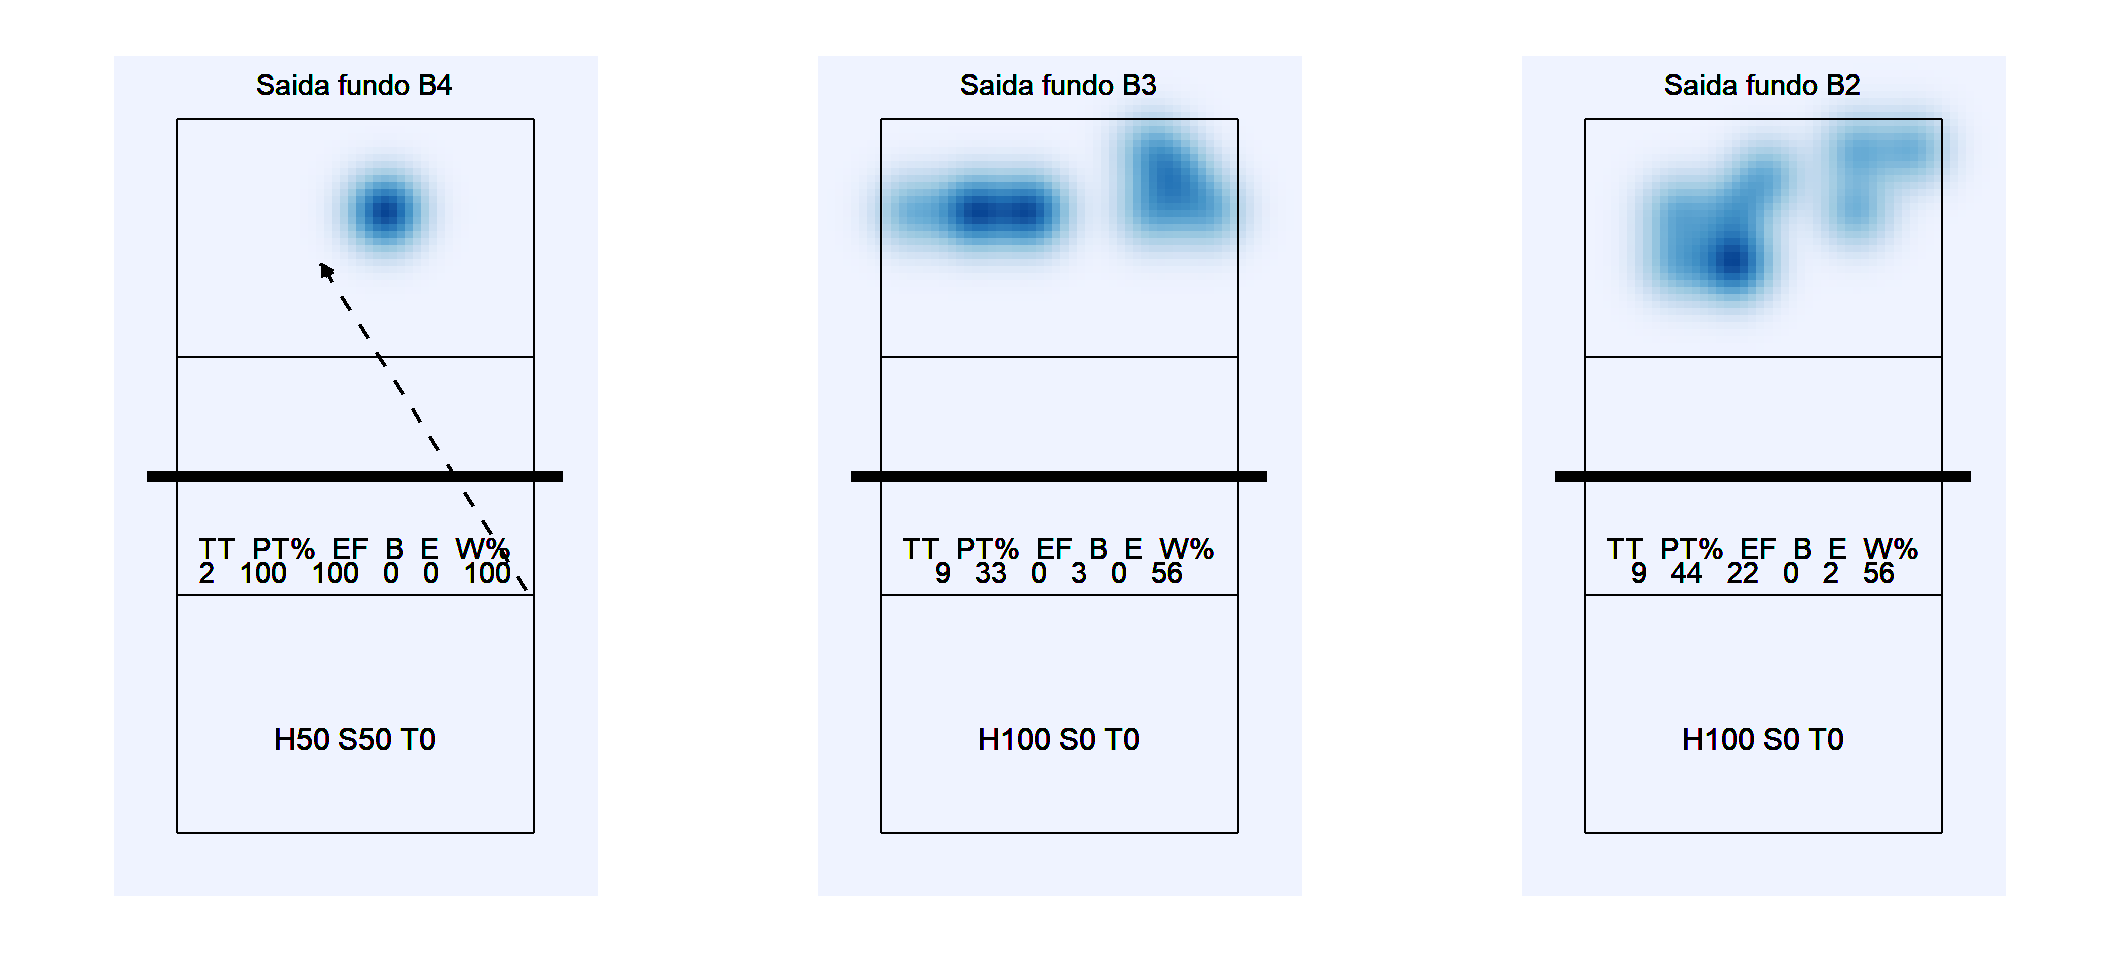 Saida fundo B4
TT PT% EF B E W%
2 100 100 0 0 100
H50 S50 T0
Saida fundo B3
TT PT% EF B E W%
9 33 0 3 0 56
H100 S0 T0
Saida fundo B2
TT PT% EF B E W%
9 44 22 0 2 56
H100 S0 T0